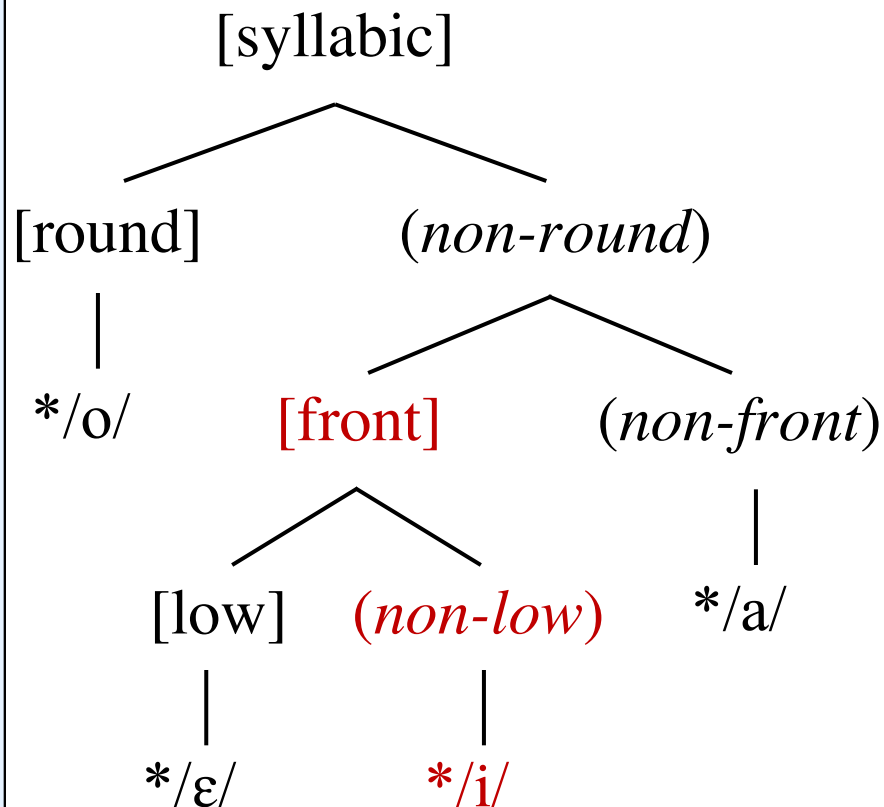 [syllabic]
[round] (non-round)
*/o/ [front] (non-front)
[low] (non-low) */a/
*/ɛ/ */i/